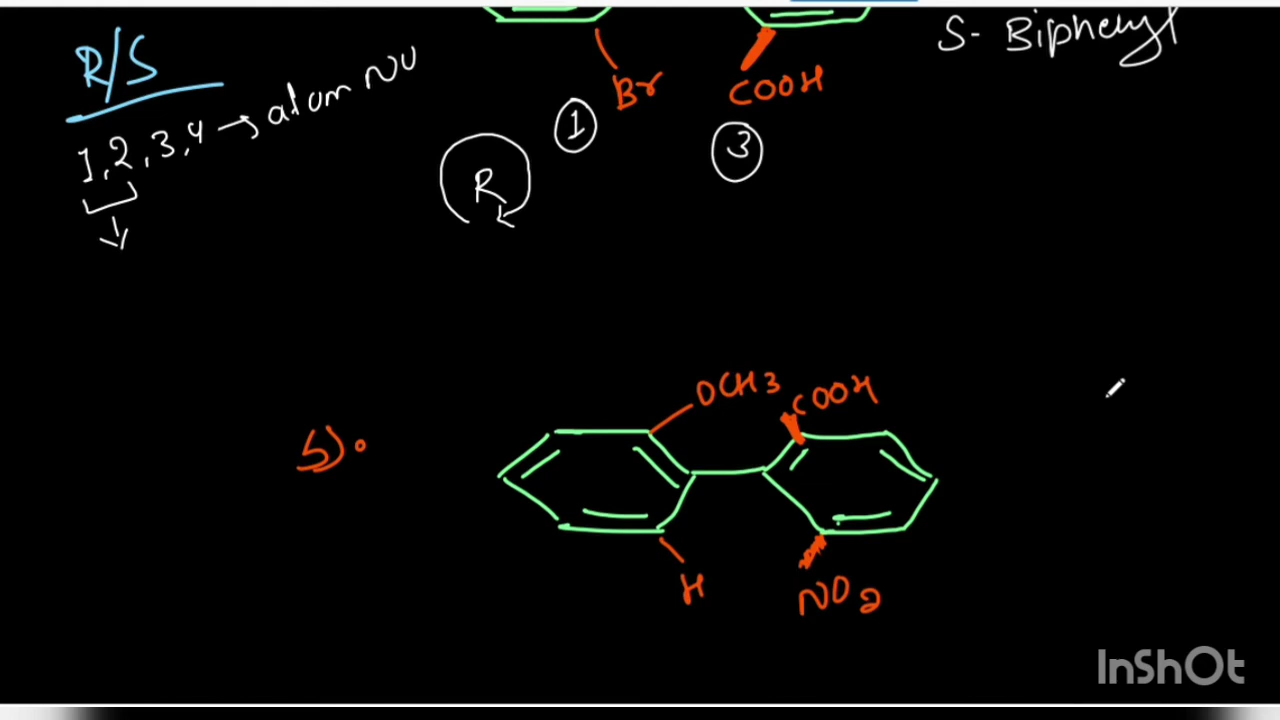 R/S
S- Biphenyl
1,2,3,4 → atom NU
Br
COOH
1
3
R
5).
OCH3
COOH
H
NO2
InShOt